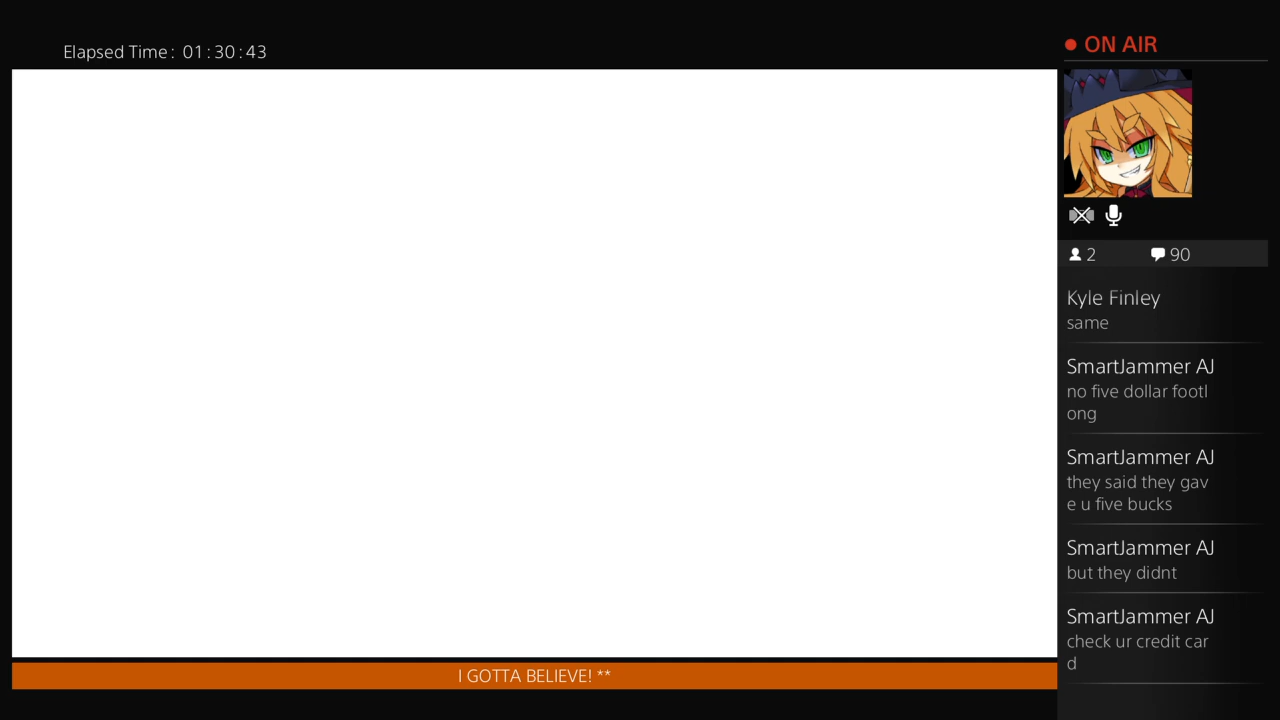 Elapsed Time: 01:30:43
ON AIR
2 90
Kyle Finley
same
SmartJammer AJ
no five dollar footl
ong
SmartJammer AJ
they said they gav
e u five bucks
SmartJammer AJ
but they didnt
SmartJammer AJ
check ur credit car
d
I GOTTA BELIEVE! **